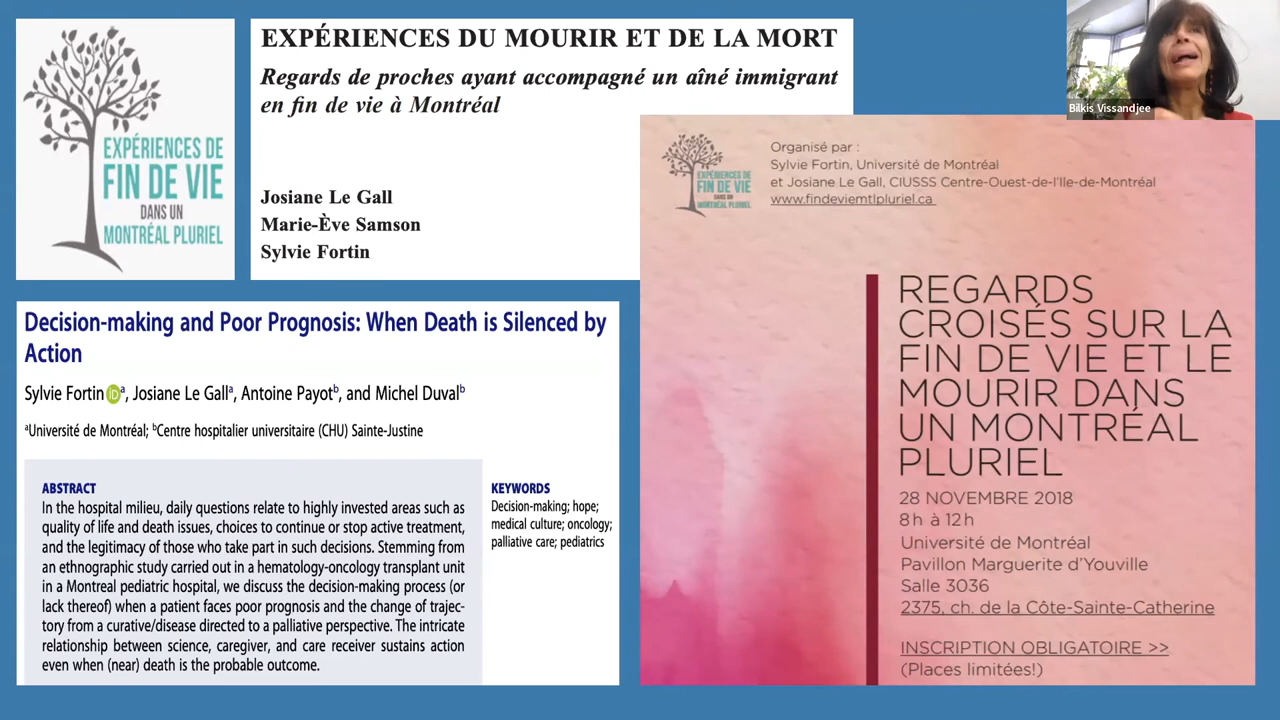 EXPÉRIENCES DE
FIN DE VIE
DANS UN
MONTRÉAL PLURIEL
EXPÉRIENCES DU MOURIR ET DE LA MORT
Regards de proches ayant accompagné un aîné immigrant
en fin de vie à Montréal
Josiane Le Gall
Marie-Ève Samson
Sylvie Fortin
Bilkis Vissandjee
EXPÉRIENCES DE
FIN DE VIE
DANS UN
MONTRÉAL PLURIEL
Organisé par :
Sylvie Fortin, Université de Montréal
et Josiane Le Gall, CIUSSS Centre-Ouest-de-l'Ile-de-Montréal
www.findeviemtlpluriel.ca
REGARDS
CROISÉS SUR LA
FIN DE VIE ET LE
MOURIR DANS
UN MONTRÉAL
PLURIEL
28 NOVEMBRE 2018
8h à 12h
Université de Montréal
Pavillon Marguerite d'Youville
Salle 3036
2375, ch. de la Côte-Sainte-Catherine
INSCRIPTION OBLIGATOIRE >>
(Places limitées!)
Decision-making and Poor Prognosis: When Death is Silenced by
Action
Sylvie Fortin iD a, Josiane Le Gall a, Antoine Payot b, and Michel Duval b
aUniversité de Montréal; bCentre hospitalier universitaire (CHU) Sainte-Justine
ABSTRACT
In the hospital milieu, daily questions relate to highly invested areas such as
quality of life and death issues, choices to continue or stop active treatment,
and the legitimacy of those who take part in such decisions. Stemming from
an ethnographic study carried out in a hematology-oncology transplant unit
in a Montreal pediatric hospital, we discuss the decision-making process (or
lack thereof) when a patient faces poor prognosis and the change of trajec-
tory from a curative/disease directed to a palliative perspective. The intricate
relationship between science, caregiver, and care receiver sustains action
even when (near) death is the probable outcome.
KEYWORDS
Decision-making; hope;
medical culture; oncology;
palliative care; pediatrics